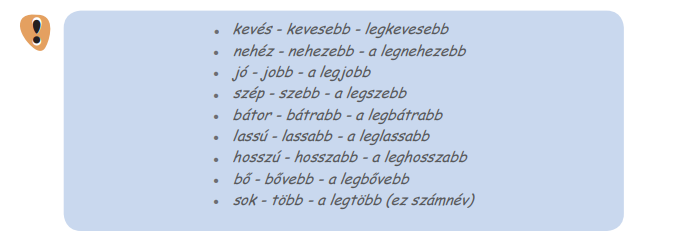 kevés - kevesebb - legkevesebb
nehéz - nehezebb - a legnehezebb
jó - jobb - a legjobb
szép - szebb - a legszebb
bátor - bátrabb - a legbátrabb
lassú - lassabb - a leglassabb
hosszú - hosszabb - a leghosszabb
bő - bővebb - a legbővebb
sok - több - a legtöbb (ez számnév)